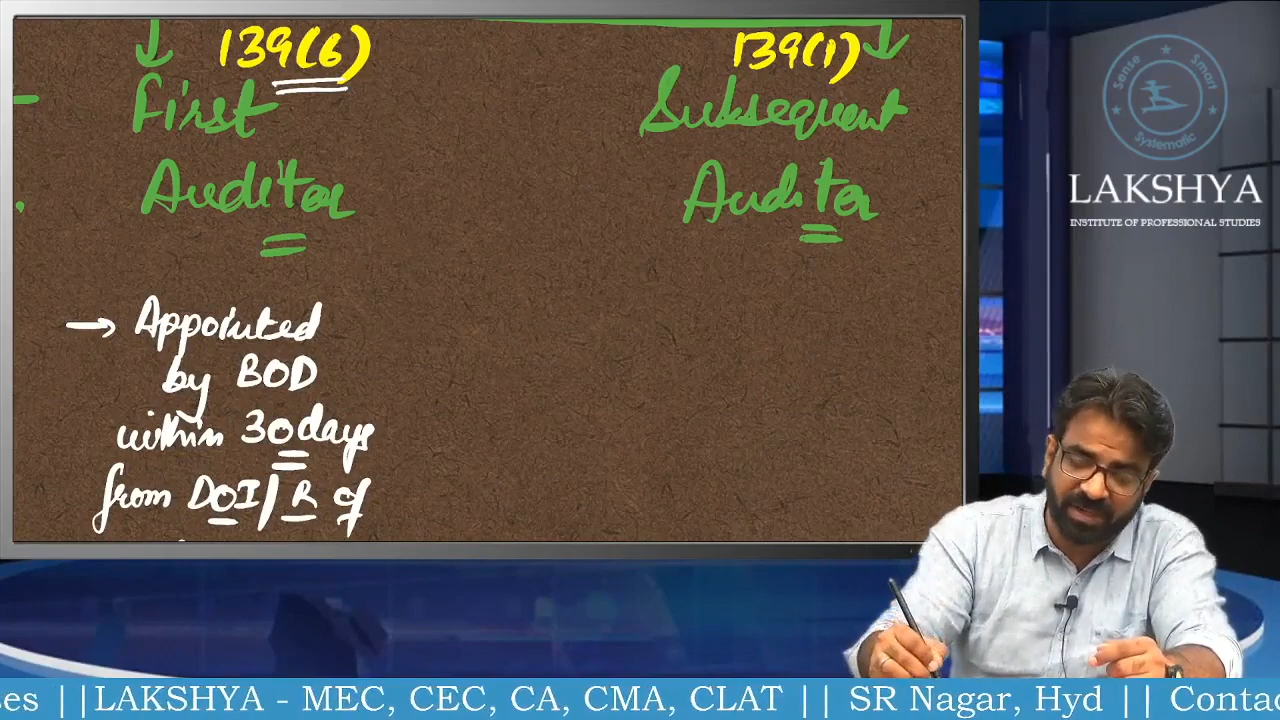 139(6)
First
Auditor
→ Appointed
by BOD
within 30 days
from DOI/R of
139(1)
Subsequent
Auditor
Sense
Smart
Systematic
LAKSHYA
INSTITUTE OF PROFESSIONAL STUDIES
es || LAKSHYA - MEC, CEC, CA, CMA, CLAT || SR Nagar, Hyd || Conta